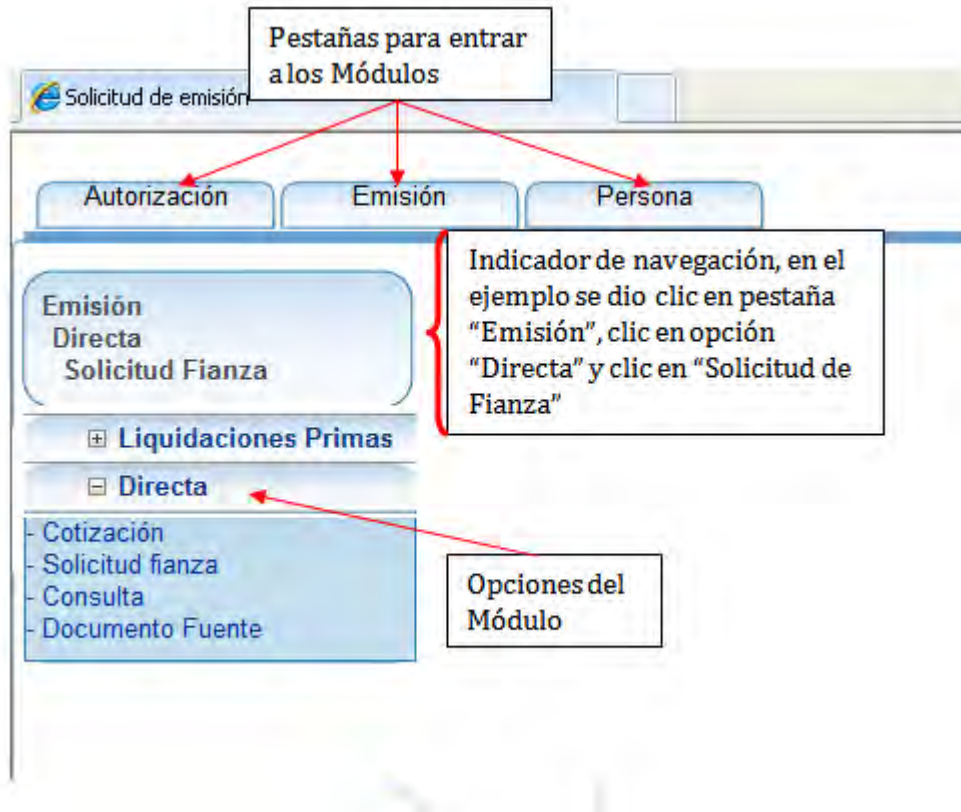 Pestañas para entrar
a los Módulos
Solicitud de emisión
Autorización
Emisión
Persona
Indicador de navegación, en el
ejemplo se dio clic en pestaña
“Emisión”, clic en opción
“Directa” y clic en “Solicitud de
Fianza”
Emisión
Directa
Solicitud Fianza
Liquidaciones Primas
Directa
- Cotización
- Solicitud fianza
- Consulta
- Documento Fuente
Opciones del
Módulo